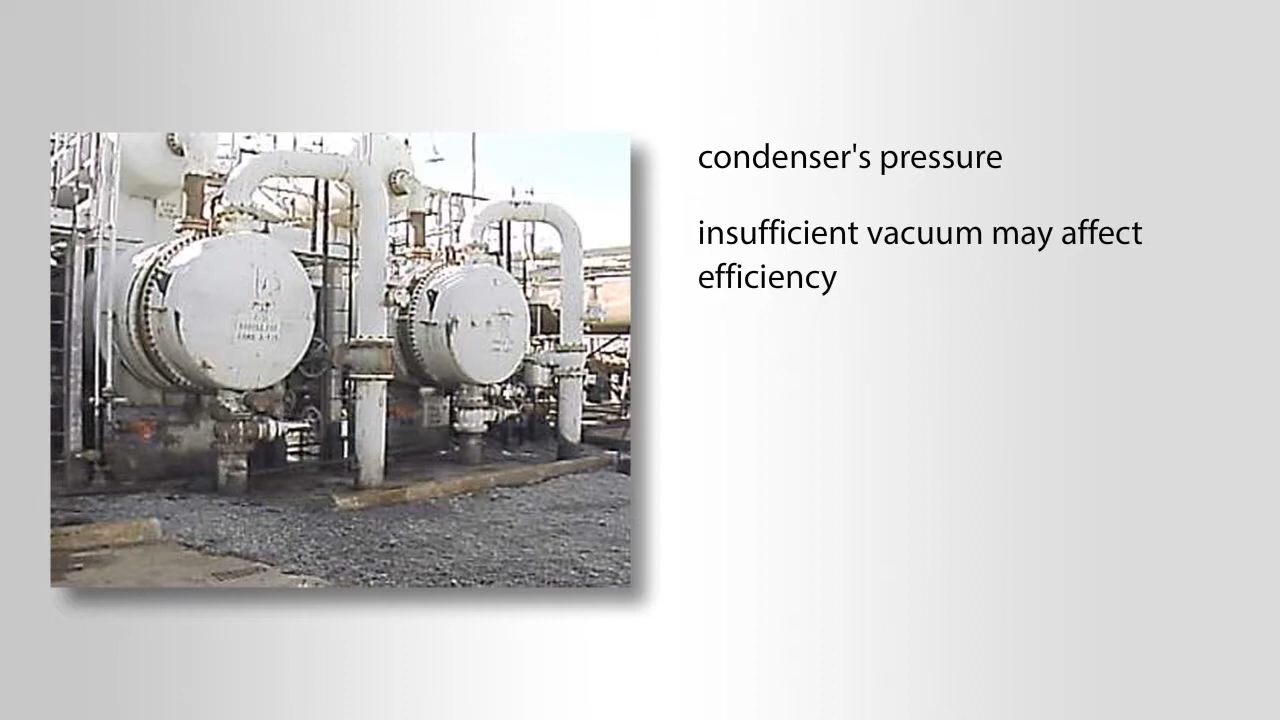 condenser's pressure
insufficient vacuum may affect
efficiency